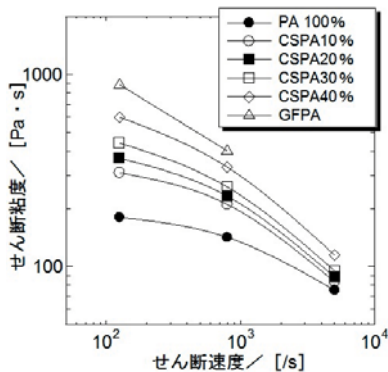 PA 100%
CSPA10%
CSPA20%
CSPA30%
CSPA40%
GFPA
1000
100
せん断粘度／ [Pa・s]
10²
10³
10⁴
せん断速度／ [/s]